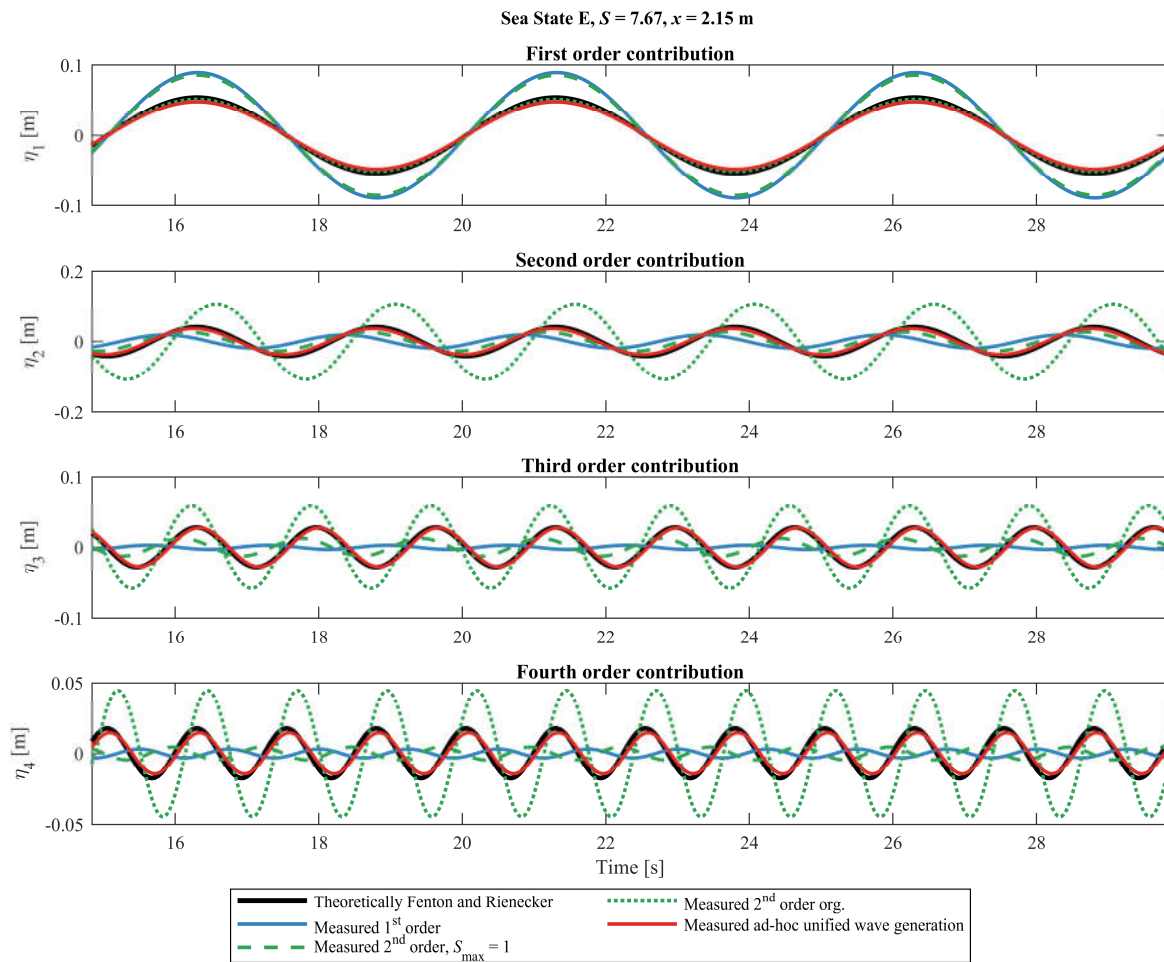 Sea State E, S = 7.67, x = 2.15 m
First order contribution
0.1
0
-0.1
η1 [m]
16 18 20 22 24 26 28
Second order contribution
0.2
0
-0.2
η2 [m]
16 18 20 22 24 26 28
Third order contribution
0.1
0
-0.1
η3 [m]
16 18 20 22 24 26 28
Fourth order contribution
0.05
0
-0.05
η4 [m]
16 18 20 22 24 26 28
Time [s]
Theoretically Fenton and Rienecker
Measured 1st order
Measured 2nd order, Smax = 1
Measured 2nd order org.
Measured ad-hoc unified wave generation